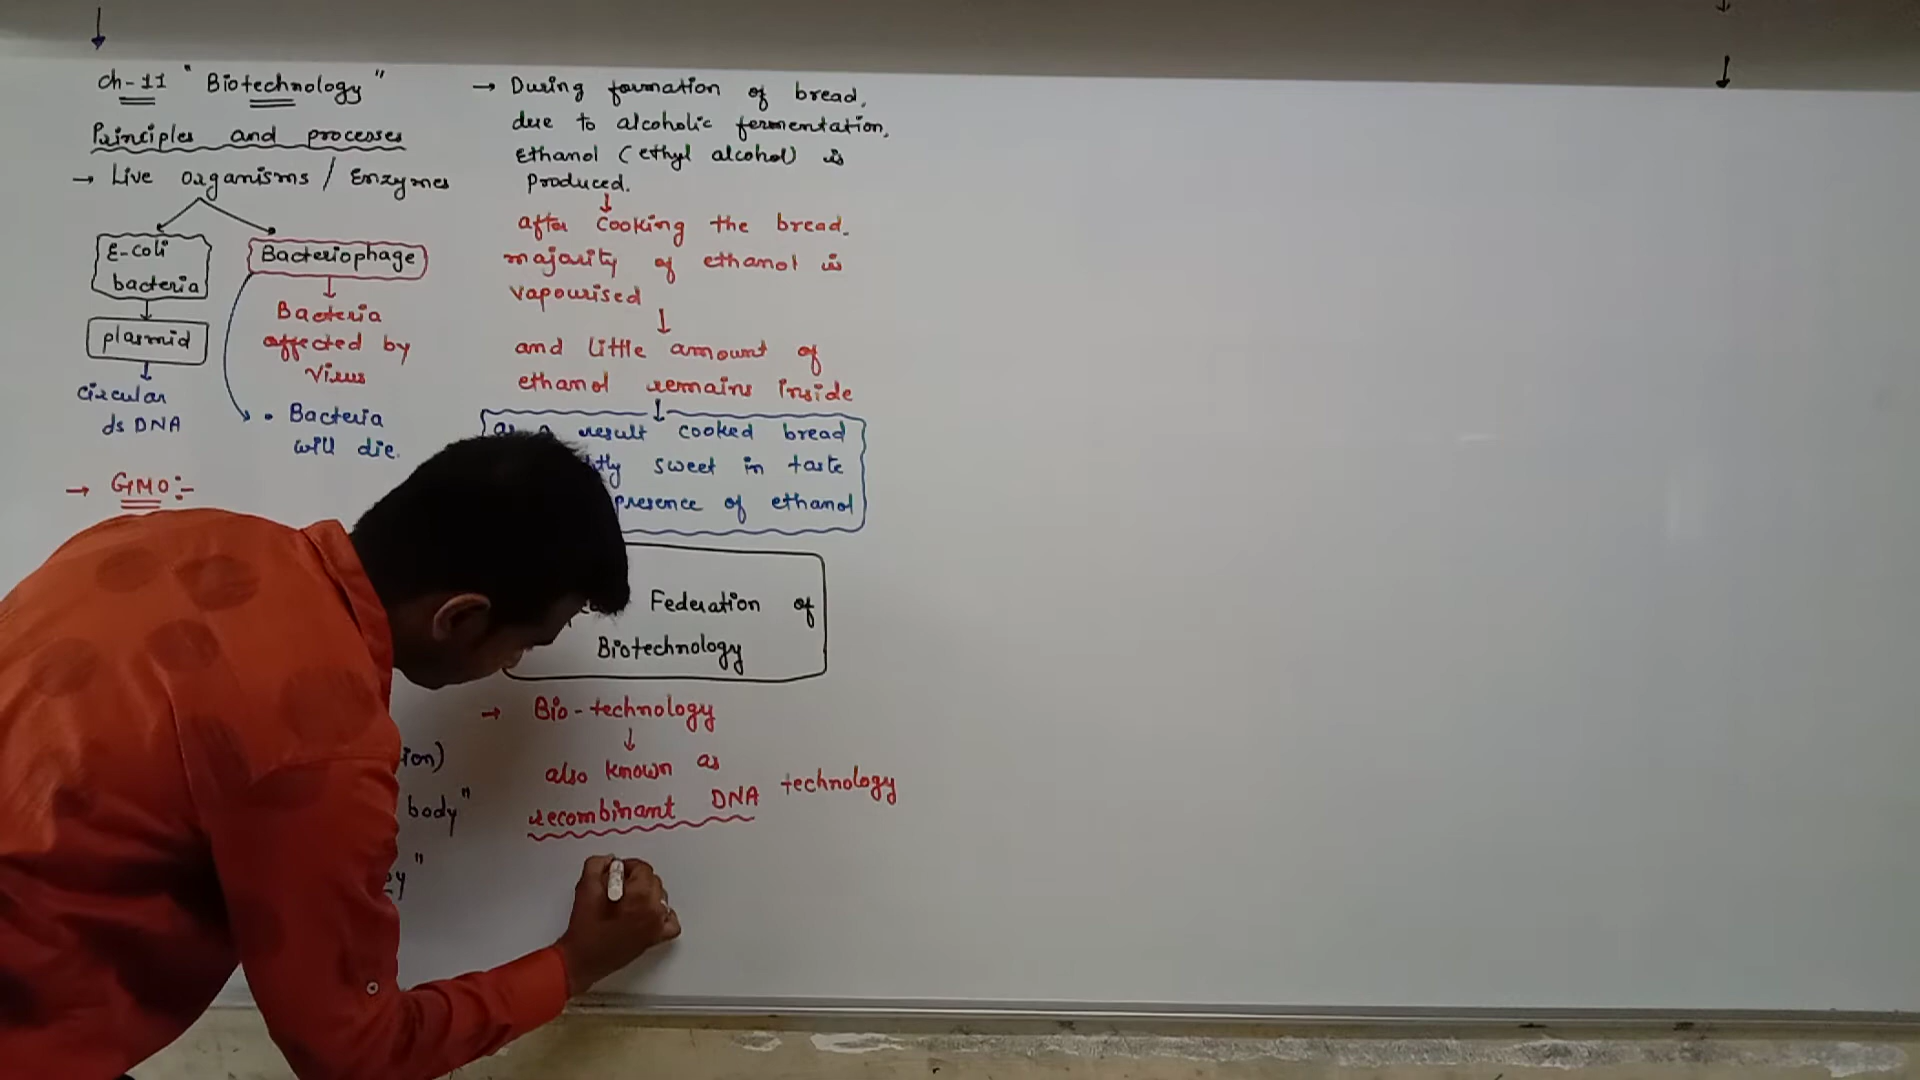 Ch-11 "Biotechnology"
Principles and processes
→ Live organisms / Enzymes
E-coli
bacteria
plasmid
circular
ds DNA
Bacteriophage
Bacteria
affected by
virus
• Bacteria
will die.
→ GMO:-
body"
→ During formation of bread,
due to alcoholic fermentation,
Ethanol (ethyl alcohol) is
produced.
after cooking the bread.
majority of ethanol is
vapourised
and little amount of
ethanol remains inside
result cooked bread
sweet in taste
presence of ethanol
Federation of
Biotechnology
→ Bio-technology
also known as
recombinant DNA technology